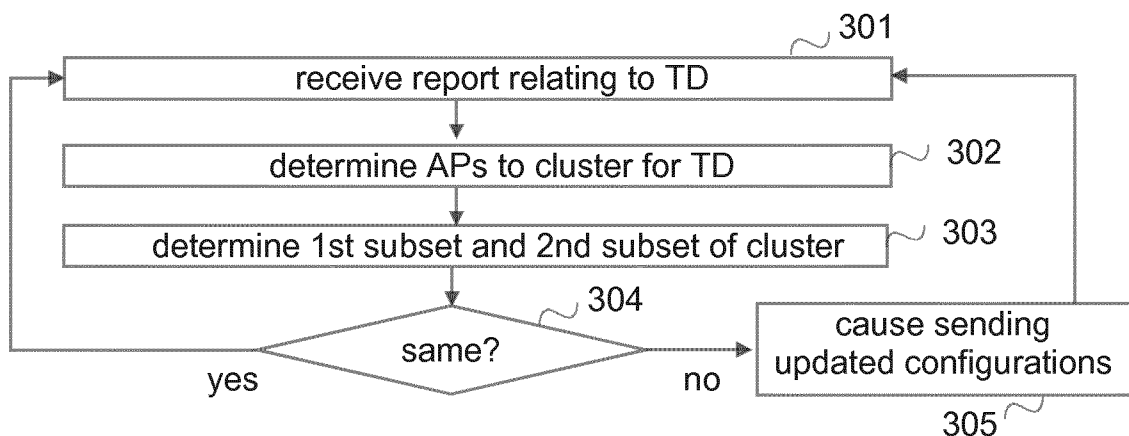 301
receive report relating to TD
determine APs to cluster for TD
302
determine 1st subset and 2nd subset of cluster
303
304
same?
yes
no
cause sending
updated configurations
305